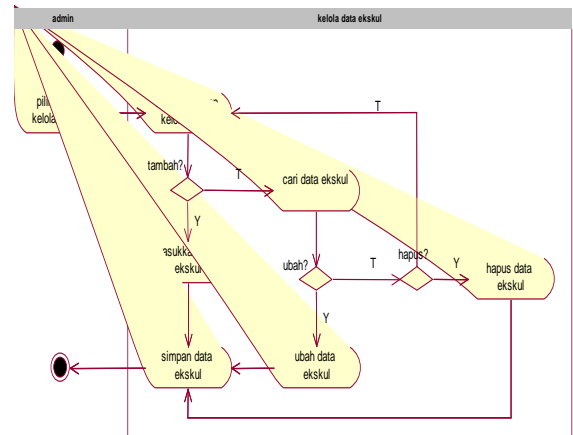 admin
kelola data ekskul
kelola
T
tambah?
T
cari data ekskul
Y
ekskul
ubah?
T
hapus?
Y
hapus data
ekskul
Y
simpan data
ekskul
ubah data
ekskul